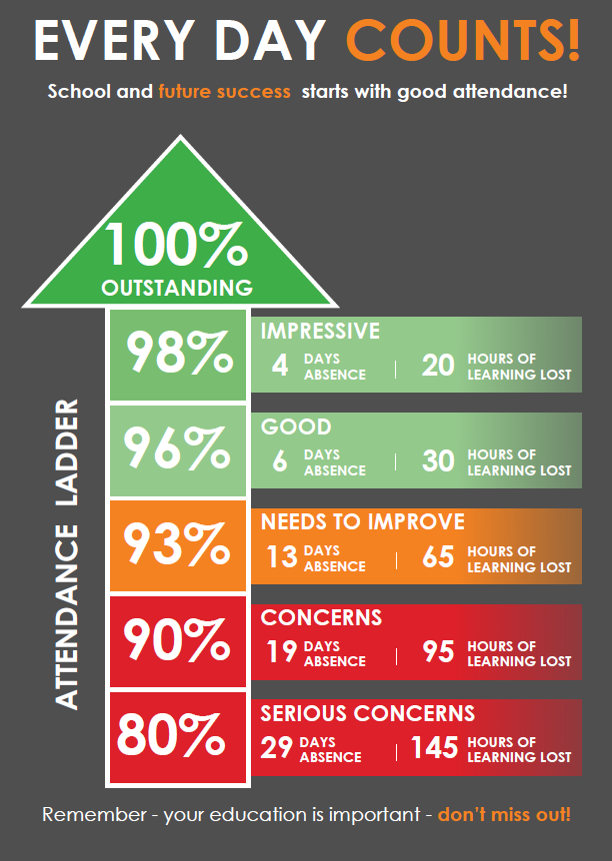 EVERY DAY COUNTS!
School and future success starts with good attendance!
100%
OUTSTANDING
ATTENDANCE LADDER
98%
IMPRESSIVE
4 DAYS ABSENCE | 20 HOURS OF LEARNING LOST
96%
GOOD
6 DAYS ABSENCE | 30 HOURS OF LEARNING LOST
93%
NEEDS TO IMPROVE
13 DAYS ABSENCE | 65 HOURS OF LEARNING LOST
90%
CONCERNS
19 DAYS ABSENCE | 95 HOURS OF LEARNING LOST
80%
SERIOUS CONCERNS
29 DAYS ABSENCE | 145 HOURS OF LEARNING LOST
Remember - your education is important - don't miss out!